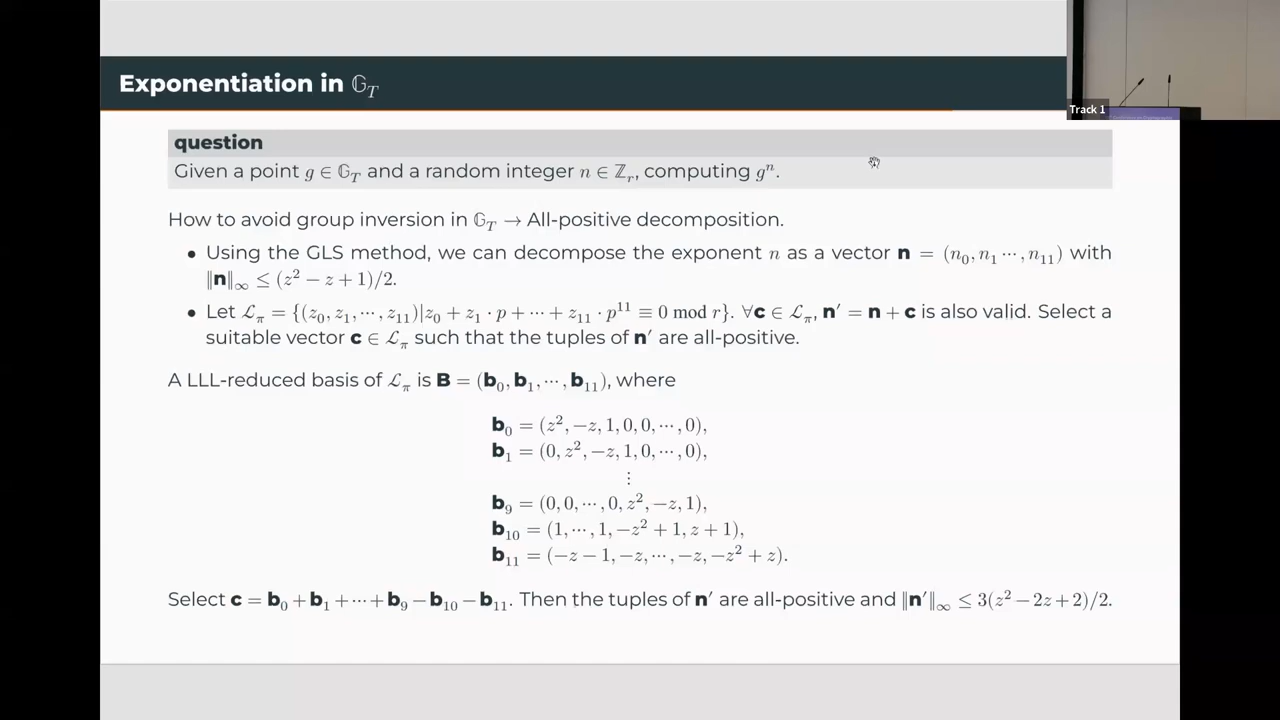 Exponentiation in 𝔾_T
Track 1
question
Given a point g ∈ 𝔾_T and a random integer n ∈ ℤ_r, computing g^n.
How to avoid group inversion in 𝔾_T → All-positive decomposition.
• Using the GLS method, we can decompose the exponent n as a vector n = (n_0, n_1 ⋯, n_11) with
‖n‖_∞ ≤ (z^2 − z + 1)/2.
• Let ℒ_π = {(z_0, z_1, ⋯, z_11)|z_0 + z_1 · p + ⋯ + z_11 · p^11 ≡ 0 mod r}. ∀c ∈ ℒ_π, n′ = n + c is also valid. Select a
suitable vector c ∈ ℒ_π such that the tuples of n′ are all-positive.
A LLL-reduced basis of ℒ_π is B = (b_0, b_1, ⋯, b_11), where
b_0 = (z^2, −z, 1, 0, 0, ⋯, 0),
b_1 = (0, z^2, −z, 1, 0, ⋯, 0),
⋮
b_9 = (0, 0, ⋯, 0, z^2, −z, 1),
b_10 = (1, ⋯, 1, −z^2 + 1, z + 1),
b_11 = (−z − 1, −z, ⋯, −z, −z^2 + z).
Select c = b_0 + b_1 + ⋯ + b_9 − b_10 − b_11. Then the tuples of n′ are all-positive and ‖n′‖_∞ ≤ 3(z^2 − 2z + 2)/2.